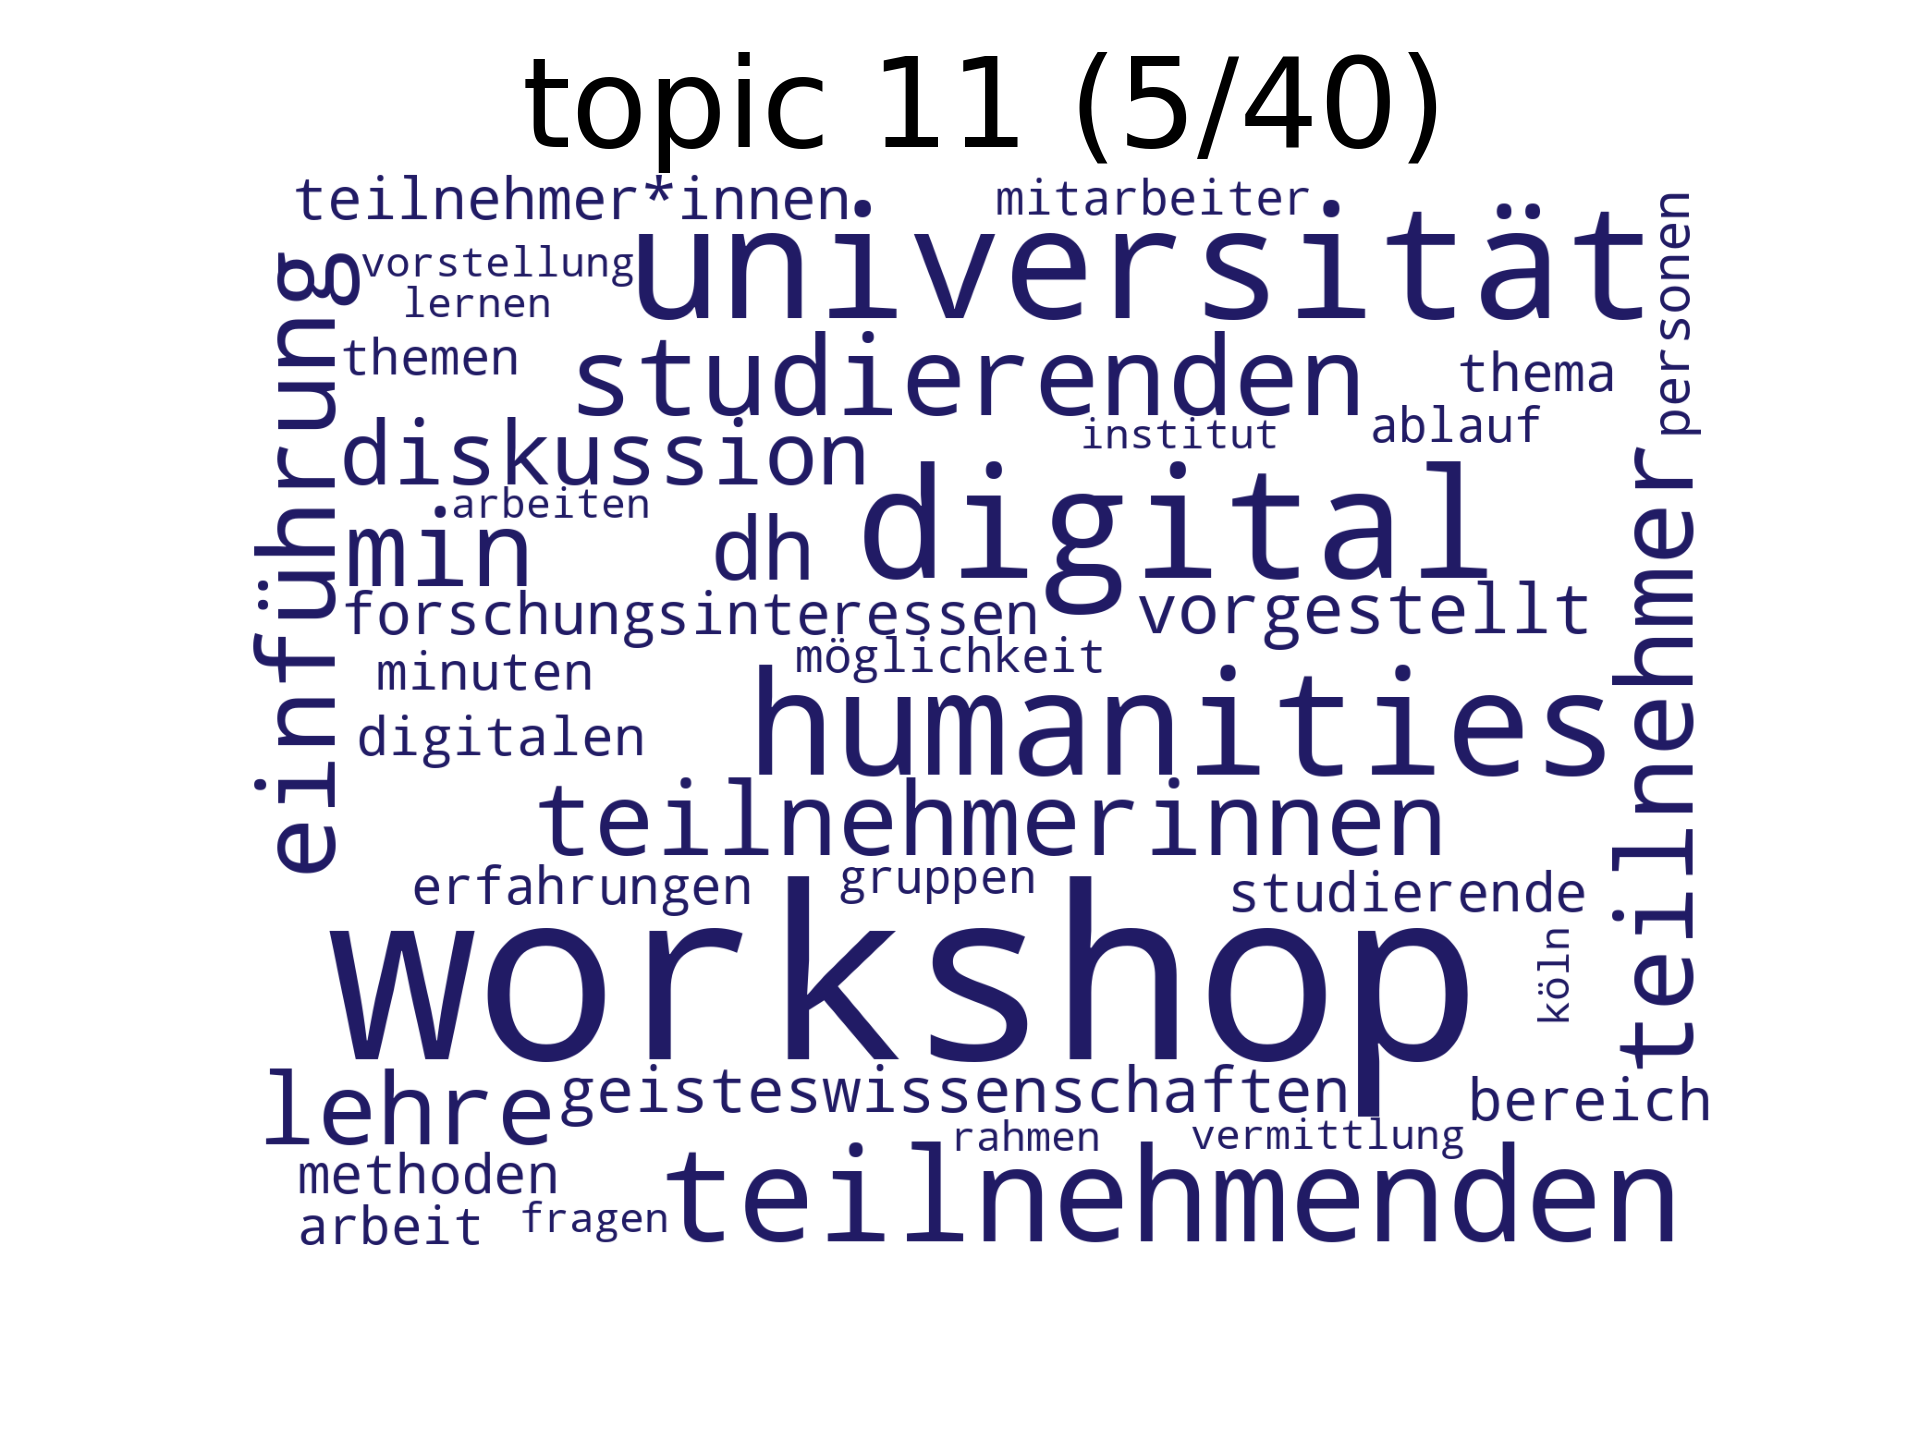 topic 11 (5/40)
teilnehmer*innen mitarbeiter
universität
personen
einführung
vorstellung
lernen
themen
studierenden
thema
ablauf
diskussion
institut
arbeiten
min
dh
digital
teilnehmer
forschungsinteressen
vorgestellt
minuten
möglichkeit
digitalen
humanities
teilnehmerinnen
erfahrungen
gruppen
studierende
workshop
köln
lehre
geisteswissenschaften
bereich
rahmen
vermittlung
methoden
teilnehmenden
arbeit
fragen